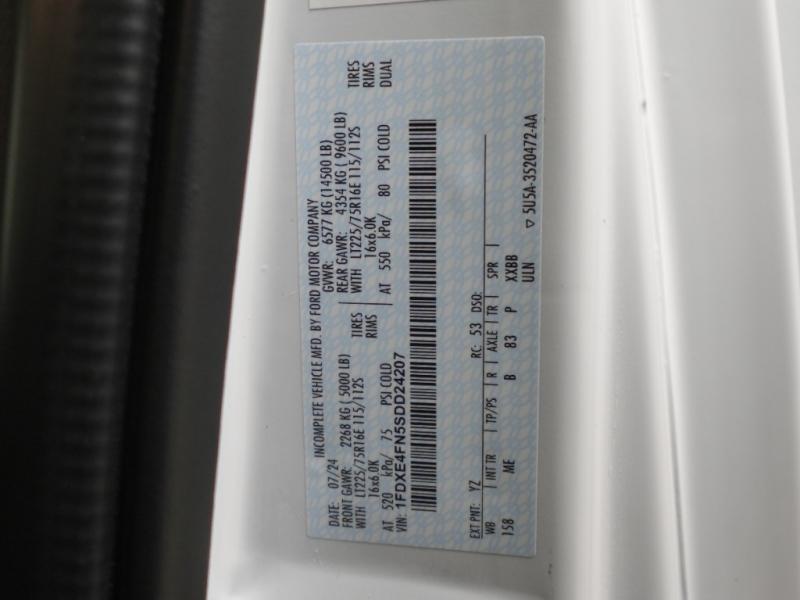 INCOMPLETE VEHICLE MFD. BY FORD MOTOR COMPANY
DATE: 07/24 GVWR: 6577 KG (14500 LB)
FRONT GAWR: 2268 KG ( 5000 LB) REAR GAWR: 4354 KG ( 9600 LB)
WITH LT225/75R16E 115/112S TIRES WITH LT225/75R16E 115/112S TIRES
16x6.0K RIMS 16x6.0K RIMS
AT 520 kPa/ 75 PSI COLD AT 550 kPa/ 80 PSI COLD DUAL
VIN: 1FDXE4FN5SDD24207
EXT PNT: YZ RC: 53 DSO:
WB INT TR TP/PS R AXLE TR SPR
158 ME B 83 P XXBB
ULN ▽ 5U5A-3520472-AA